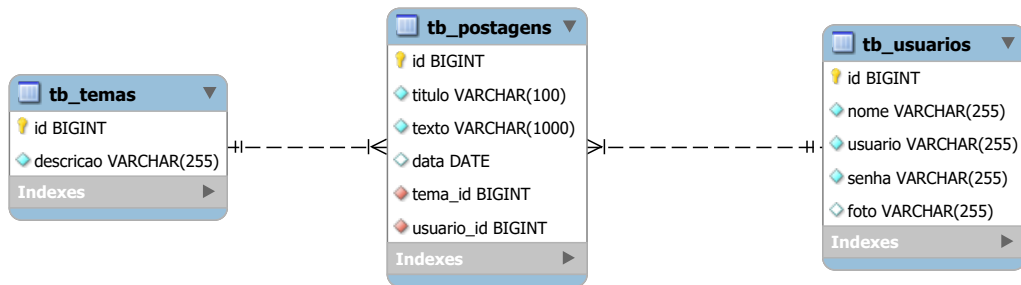 tb_temas
id BIGINT
descricao VARCHAR(255)
Indexes
tb_postagens
id BIGINT
titulo VARCHAR(100)
texto VARCHAR(1000)
data DATE
tema_id BIGINT
usuario_id BIGINT
Indexes
tb_usuarios
id BIGINT
nome VARCHAR(255)
usuario VARCHAR(255)
senha VARCHAR(255)
foto VARCHAR(255)
Indexes